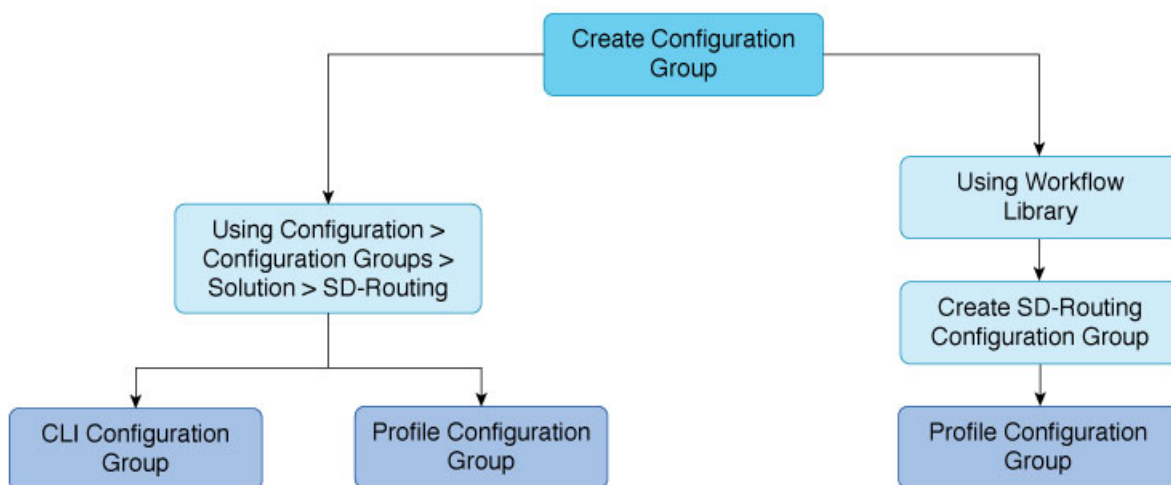 Create Configuration
Group
Using Configuration >
Configuration Groups >
Solution > SD-Routing
Using Workflow
Library
Create SD-Routing
Configuration Group
CLI Configuration
Group
Profile Configuration
Group
Profile Configuration
Group